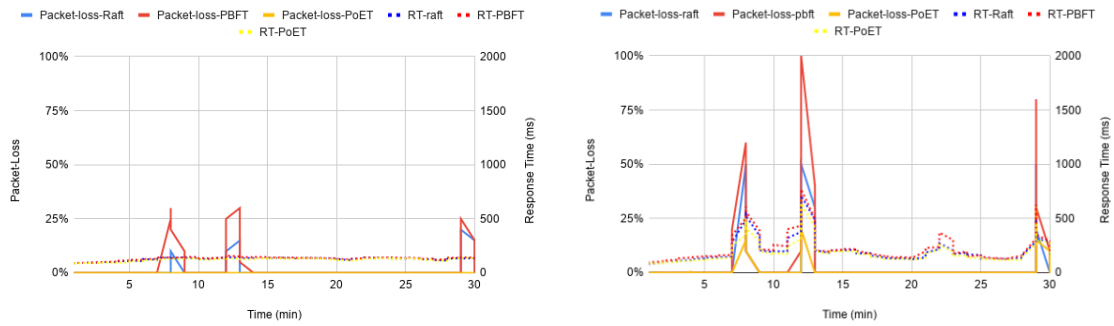 Packet-loss-Raft Packet-loss-PBFT Packet-loss-PoET RT-raft RT-PBFT
RT-PoET
100%
75%
50%
25%
0%
2000
1500
1000
500
0
5 10 15 20 25 30
Packet-Loss
Response Time (ms)
Time (min)
Packet-loss-raft Packet-loss-pbft Packet-loss-PoET RT-Raft RT-PBFT
RT-PoET
100%
75%
50%
25%
0%
2000
1500
1000
500
0
5 10 15 20 25 30
Packet-Loss
Response Time (ms)
Time (min)